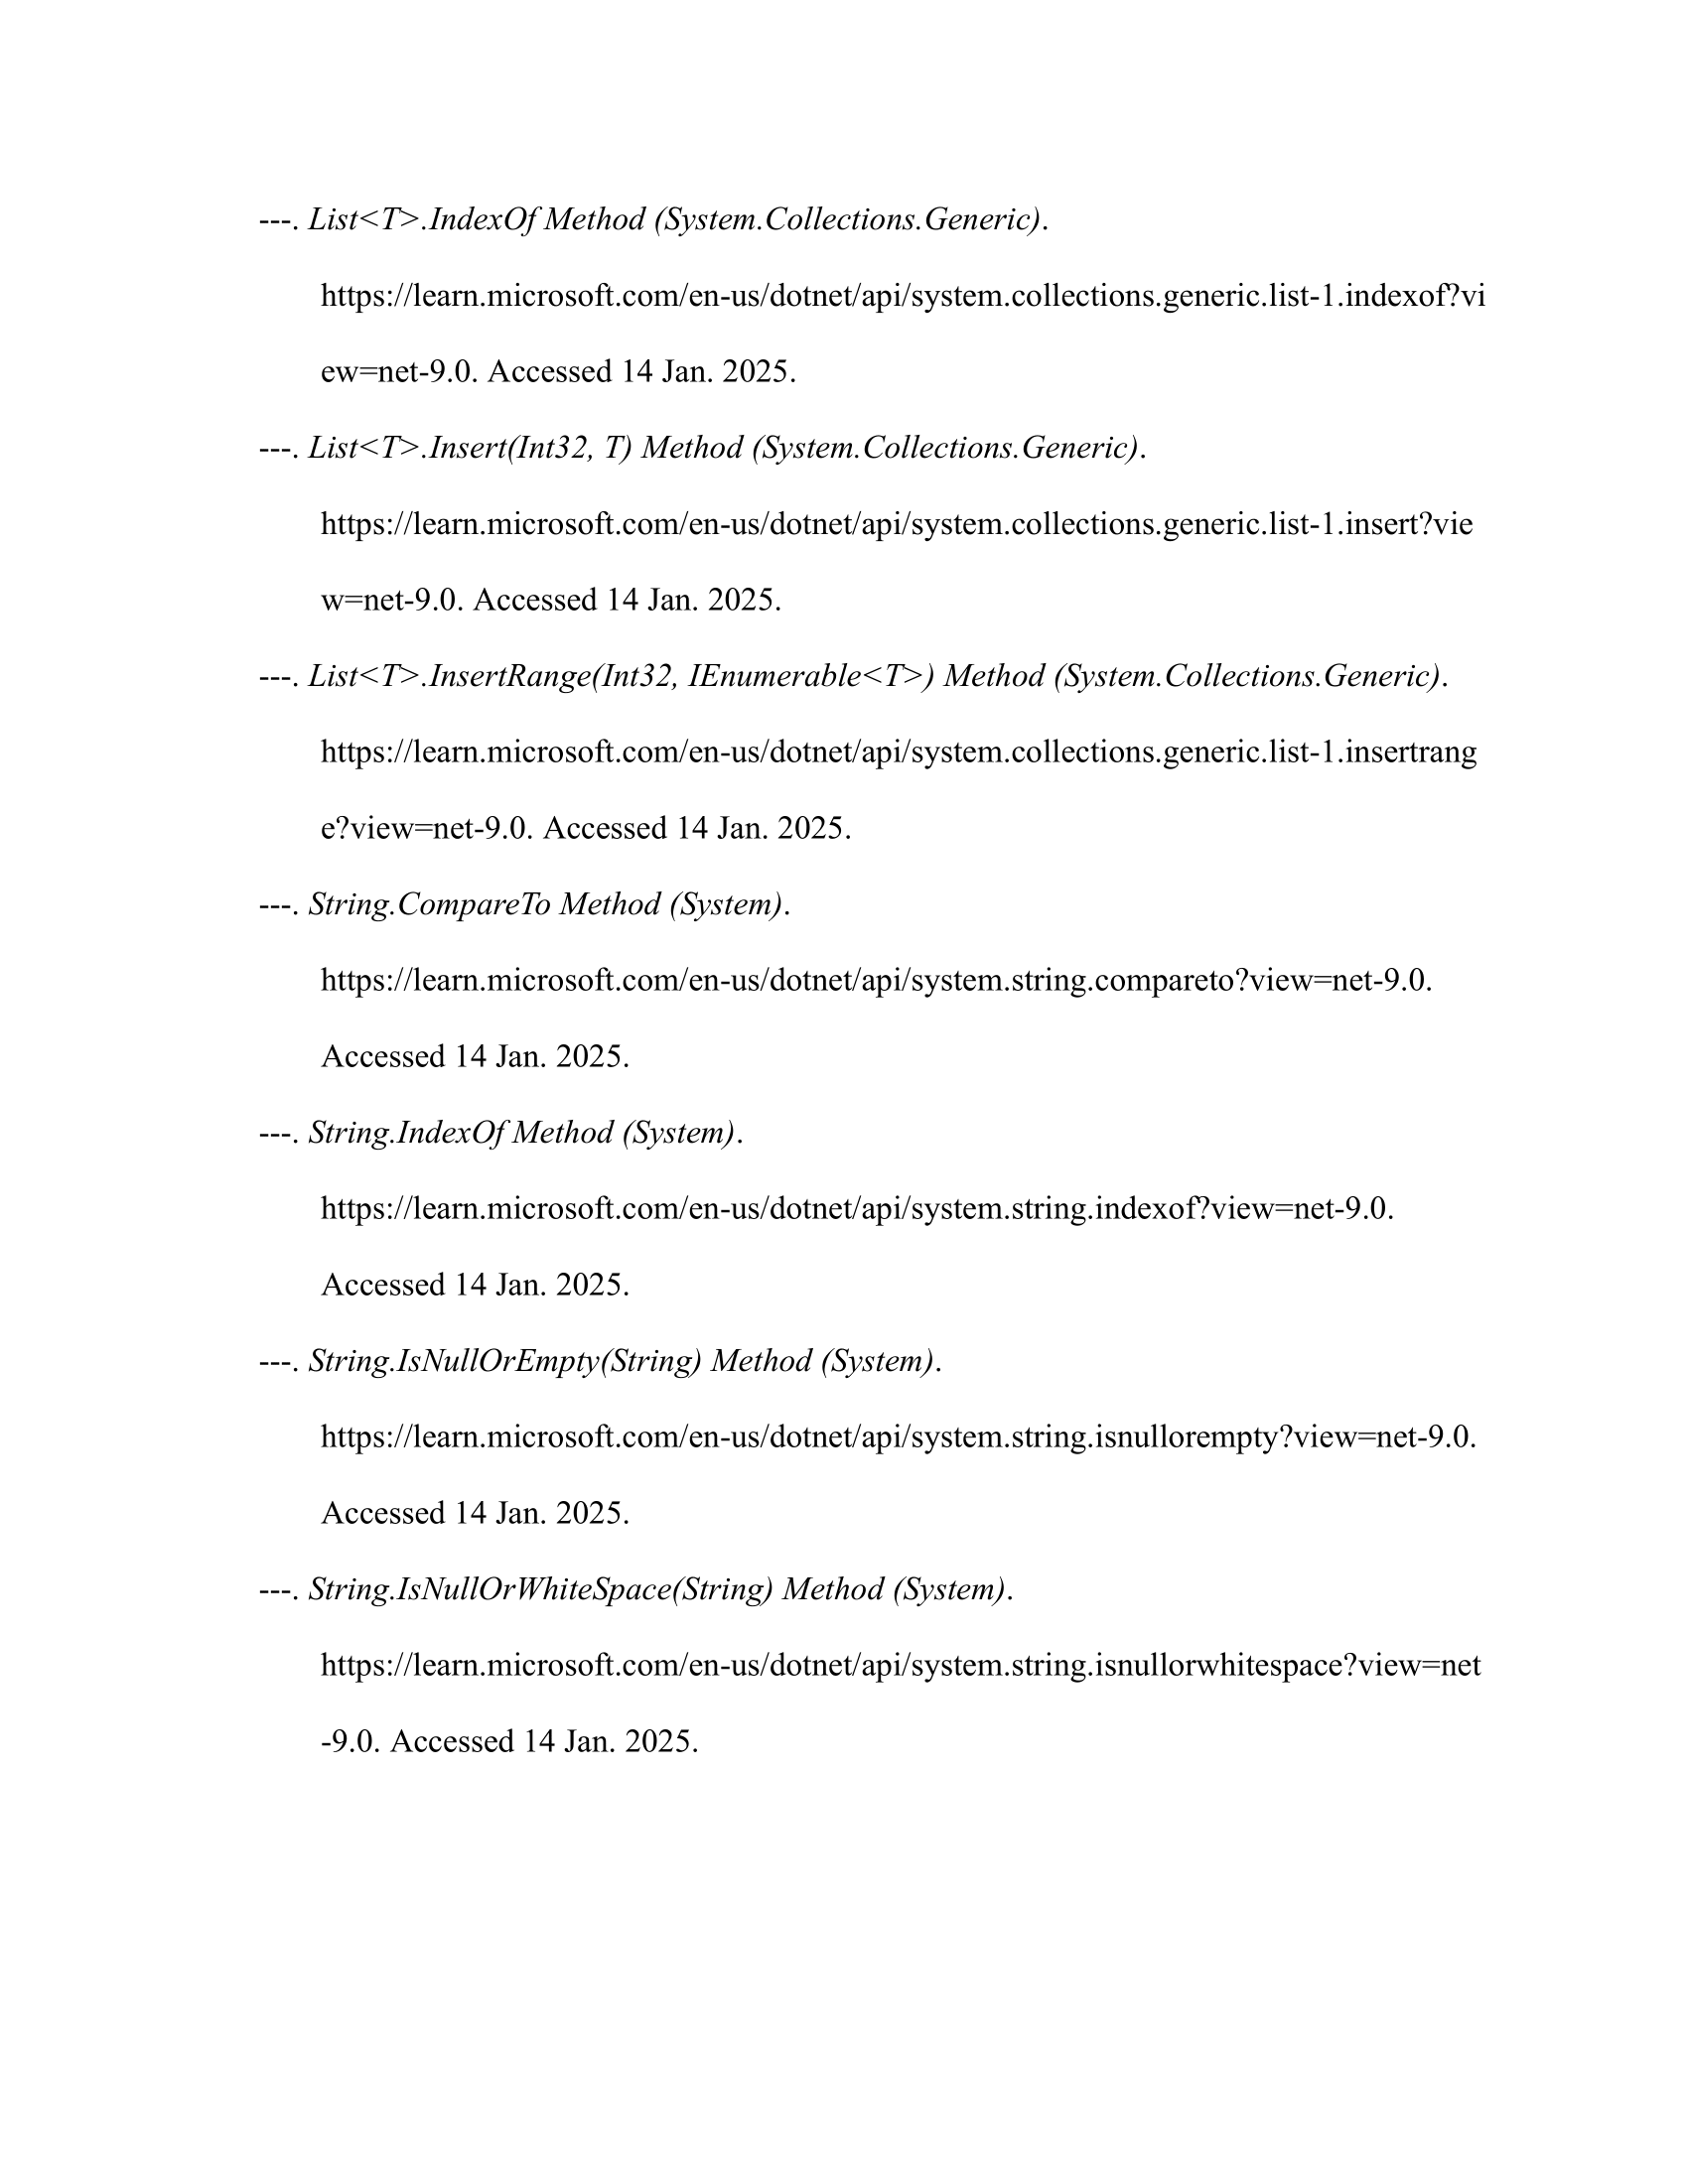 ---. List<T>.IndexOf Method (System.Collections.Generic).
https://learn.microsoft.com/en-us/dotnet/api/system.collections.generic.list-1.indexof?vi
ew=net-9.0. Accessed 14 Jan. 2025.
---. List<T>.Insert(Int32, T) Method (System.Collections.Generic).
https://learn.microsoft.com/en-us/dotnet/api/system.collections.generic.list-1.insert?vie
w=net-9.0. Accessed 14 Jan. 2025.
---. List<T>.InsertRange(Int32, IEnumerable<T>) Method (System.Collections.Generic).
https://learn.microsoft.com/en-us/dotnet/api/system.collections.generic.list-1.insertrang
e?view=net-9.0. Accessed 14 Jan. 2025.
---. String.CompareTo Method (System).
https://learn.microsoft.com/en-us/dotnet/api/system.string.compareto?view=net-9.0.
Accessed 14 Jan. 2025.
---. String.IndexOf Method (System).
https://learn.microsoft.com/en-us/dotnet/api/system.string.indexof?view=net-9.0.
Accessed 14 Jan. 2025.
---. String.IsNullOrEmpty(String) Method (System).
https://learn.microsoft.com/en-us/dotnet/api/system.string.isnullorempty?view=net-9.0.
Accessed 14 Jan. 2025.
---. String.IsNullOrWhiteSpace(String) Method (System).
https://learn.microsoft.com/en-us/dotnet/api/system.string.isnullorwhitespace?view=net
-9.0. Accessed 14 Jan. 2025.